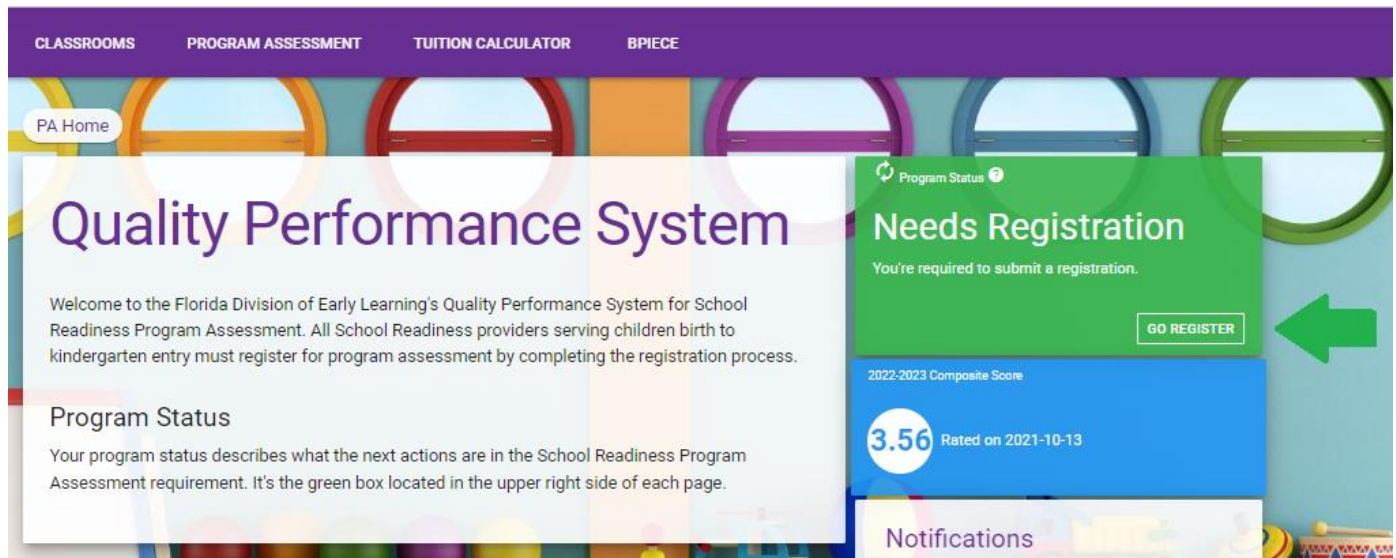 CLASSROOMS PROGRAM ASSESSMENT TUITION CALCULATOR BPIECE
PA Home
Quality Performance System
Welcome to the Florida Division of Early Learning's Quality Performance System for School
Readiness Program Assessment. All School Readiness providers serving children birth to
kindergarten entry must register for program assessment by completing the registration process.
Program Status
Your program status describes what the next actions are in the School Readiness Program
Assessment requirement. It's the green box located in the upper right side of each page.
Program Status ?
Needs Registration
You're required to submit a registration.
GO REGISTER
2022-2023 Composite Score
3.56 Rated on 2021-10-13
Notifications